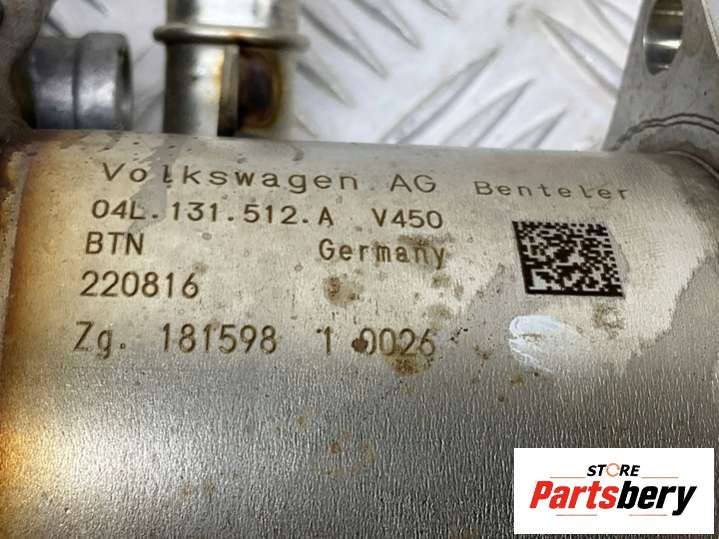 Volkswagen AG Benteler
04L.131.512.A V450
BTN Germany
220816
Zg. 181598 1 0026
STORE
Partsbery